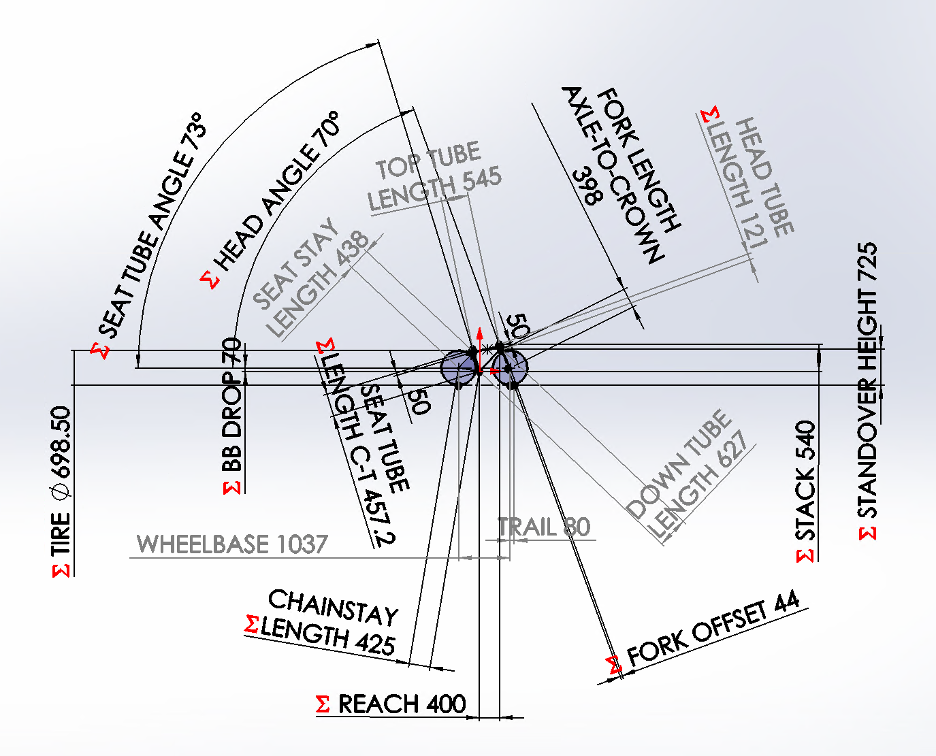 Σ SEAT TUBE ANGLE 73°
Σ HEAD ANGLE 70°
TOP TUBE
LENGTH 545
FORK LENGTH
AXLE-TO-CROWN
398
HEAD TUBE
Σ LENGTH 121
SEAT STAY
LENGTH 438
50
Σ BB DROP 70
SEAT TUBE
Σ LENGTH C-T 457.2
50
Σ TIRE ∅ 698.50
DOWN TUBE
LENGTH 627
Σ STACK 540
Σ STANDOVER HEIGHT 725
WHEELBASE 1037
TRAIL 80
CHAINSTAY
Σ LENGTH 425
Σ FORK OFFSET 44
Σ REACH 400